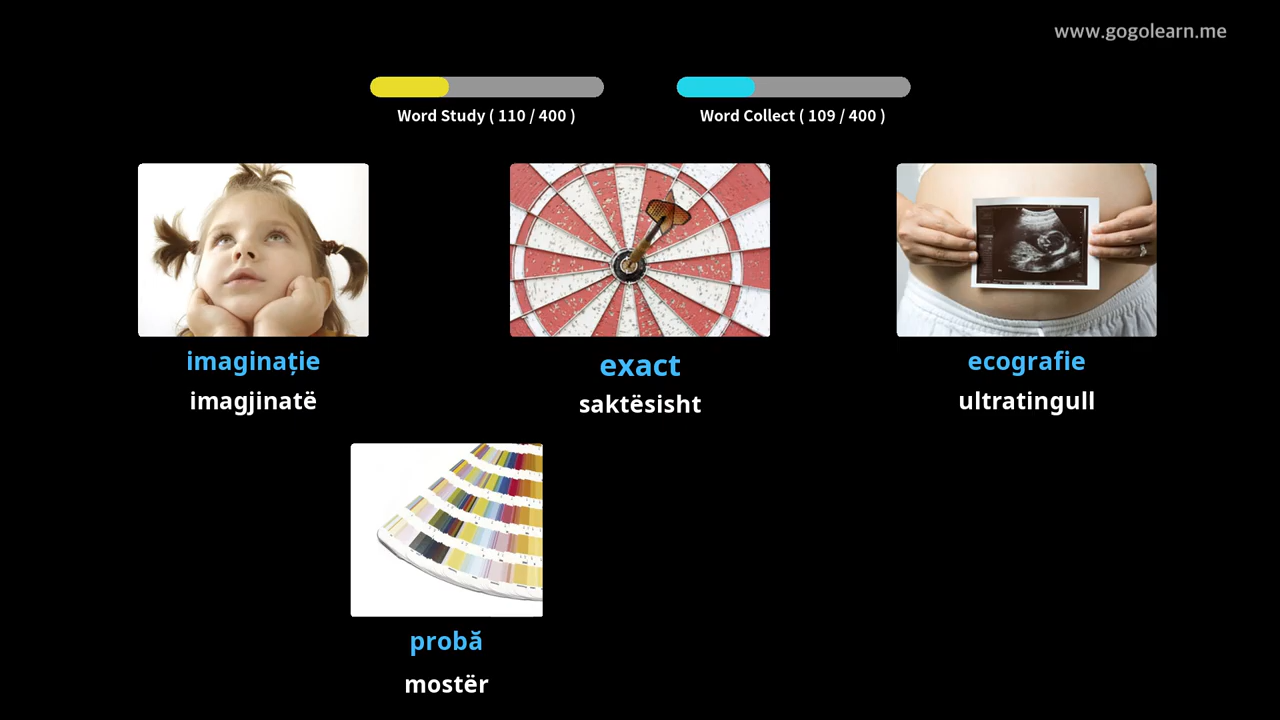 www.gogolearn.me
Word Study ( 110 / 400 )
Word Collect ( 109 / 400 )
imaginație
imagjinatë
exact
saktësisht
ecografie
ultratingull
probă
mostër